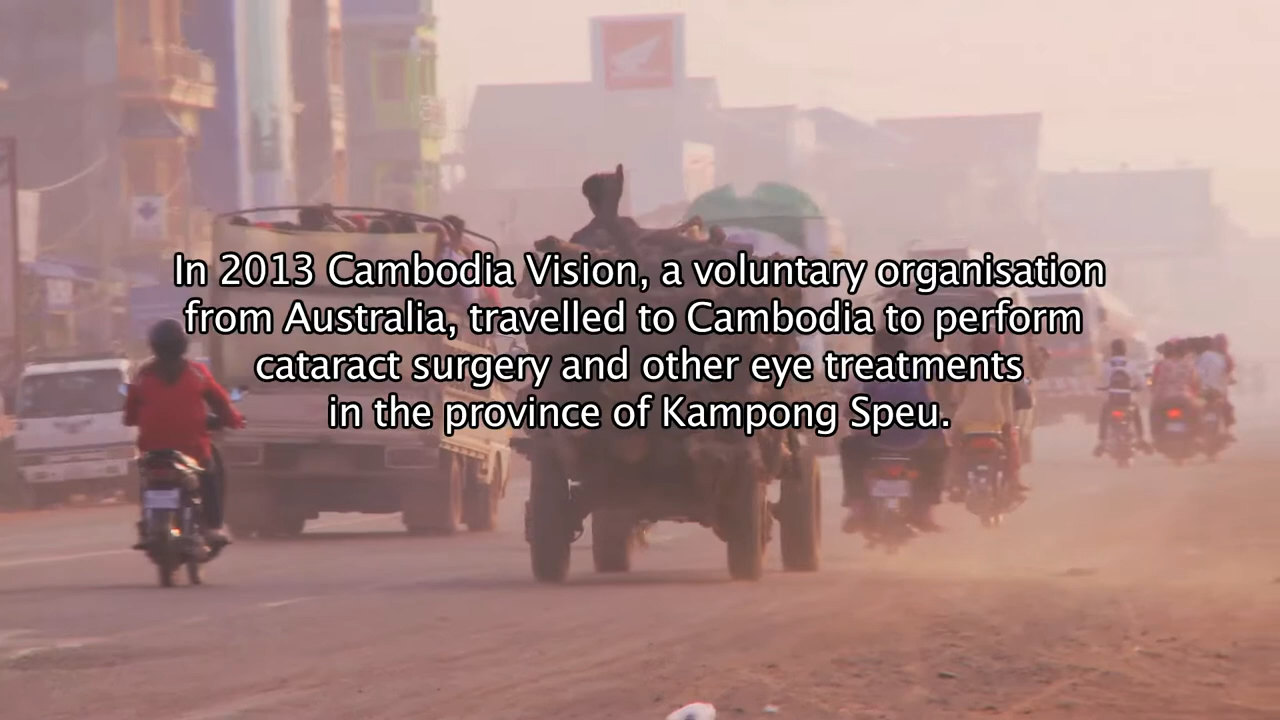 In 2013 Cambodia Vision, a voluntary organisation
from Australia, travelled to Cambodia to perform
cataract surgery and other eye treatments
in the province of Kampong Speu.